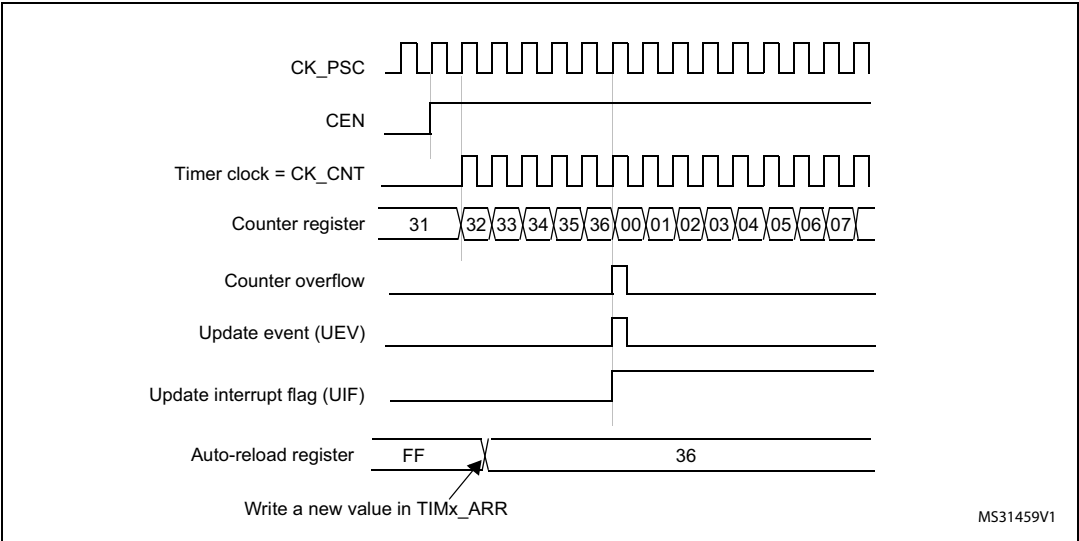 CK_PSC
CEN
Timer clock = CK_CNT
Counter register 31 32 33 34 35 36 00 01 02 03 04 05 06 07
Counter overflow
Update event (UEV)
Update interrupt flag (UIF)
Auto-reload register FF 36
Write a new value in TIMx_ARR
MS31459V1